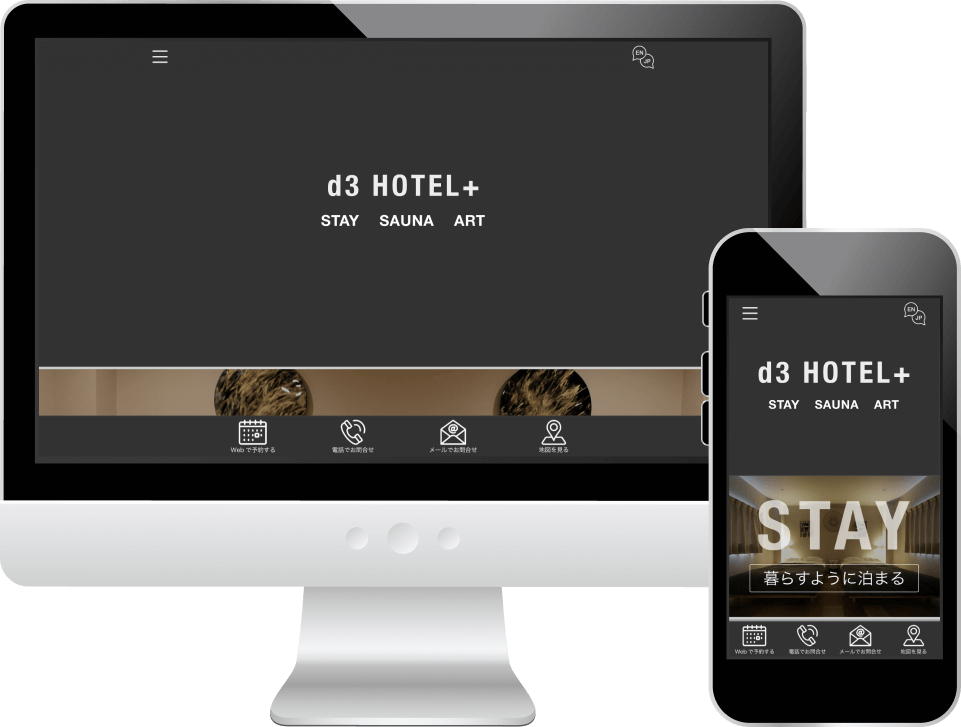 EN
JP
d3 HOTEL+
STAY SAUNA ART
Webで予約する
電話でお問合せ
メールでお問合せ
地図を見る
EN
JP
d3 HOTEL+
STAY SAUNA ART
STAY
暮らすように泊まる
Webで予約する
電話でお問合せ
メールでお問合せ
地図を見る